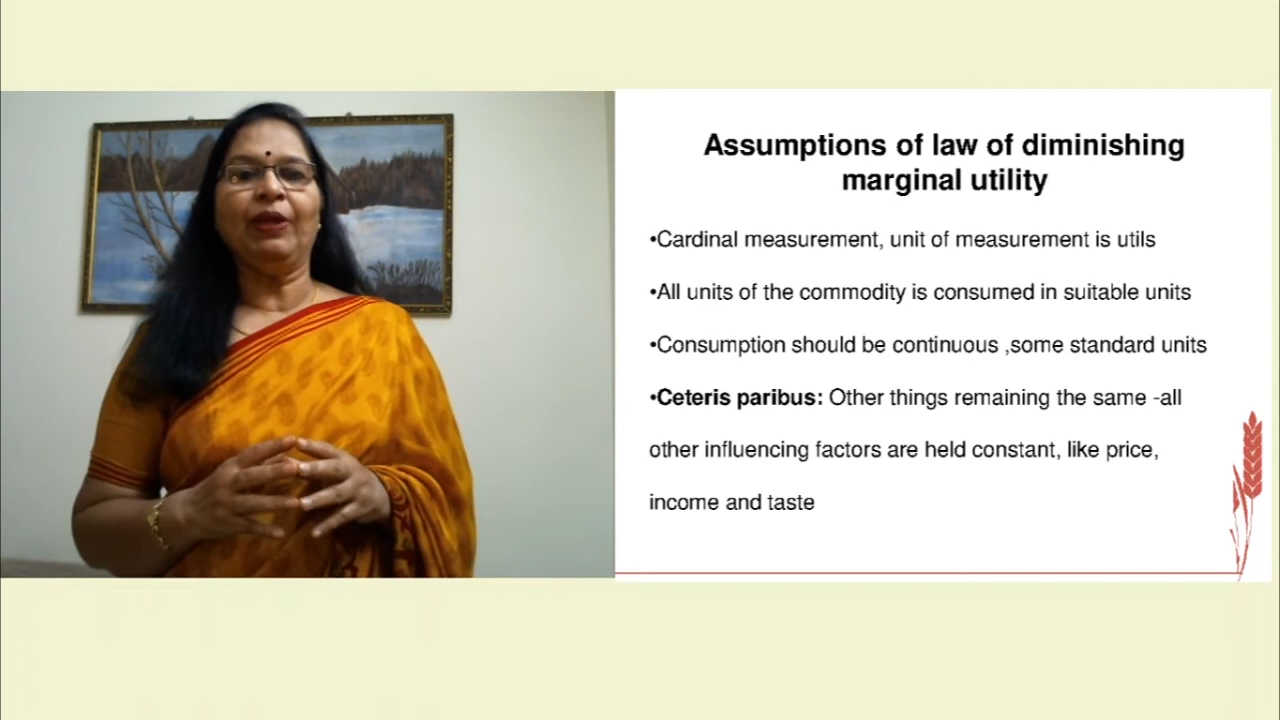 Assumptions of law of diminishing
marginal utility
•Cardinal measurement, unit of measurement is utils
•All units of the commodity is consumed in suitable units
•Consumption should be continuous ,some standard units
•Ceteris paribus: Other things remaining the same -all
other influencing factors are held constant, like price,
income and taste